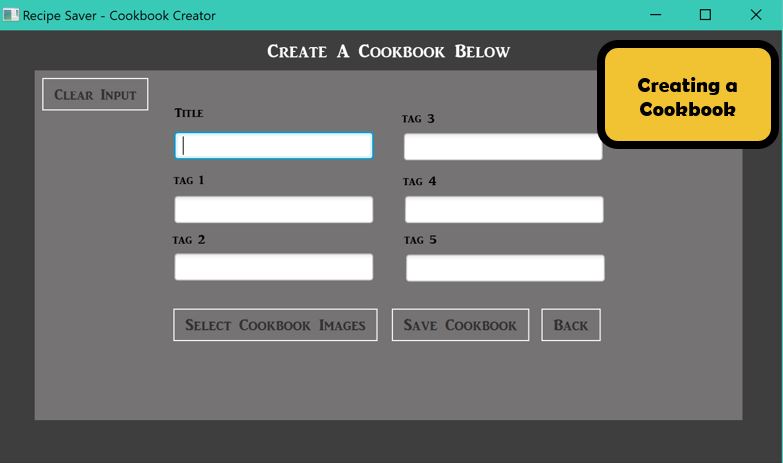 Recipe Saver - Cookbook Creator
Create A Cookbook Below
Creating a
Cookbook
Clear Input
Title
tag 3
tag 1
tag 4
tag 2
tag 5
Select Cookbook Images
Save Cookbook
Back